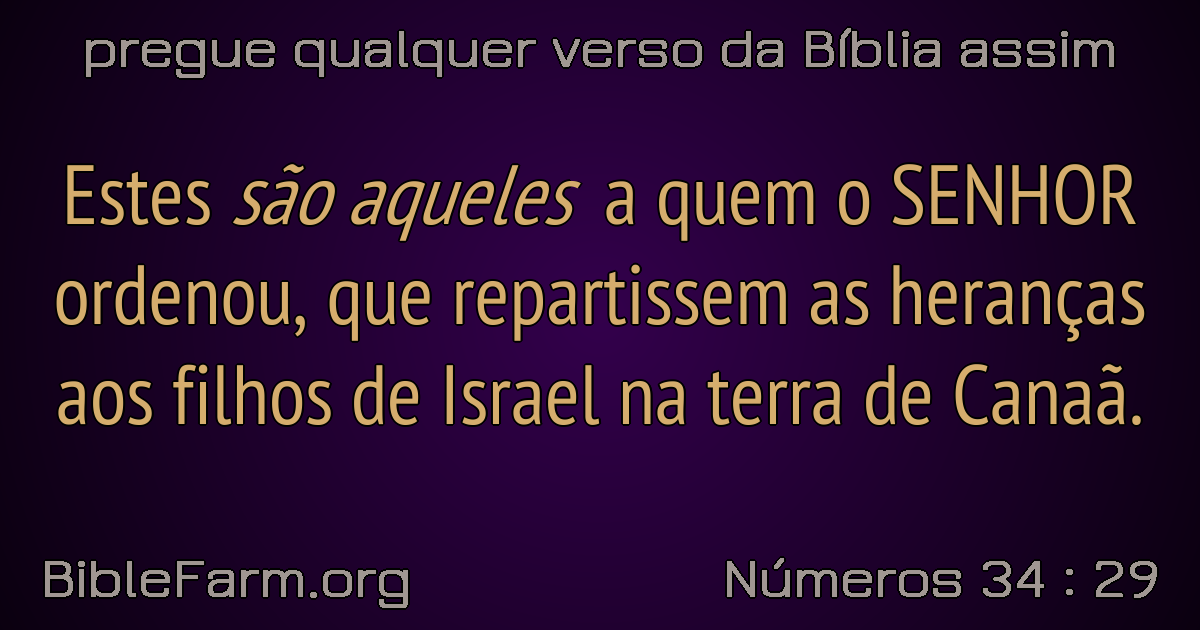 pregue qualquer verso da Bíblia assim
Estes são aqueles a quem o SENHOR
ordenou, que repartissem as heranças
aos filhos de Israel na terra de Canaã.
BibleFarm.org
Números 34 : 29